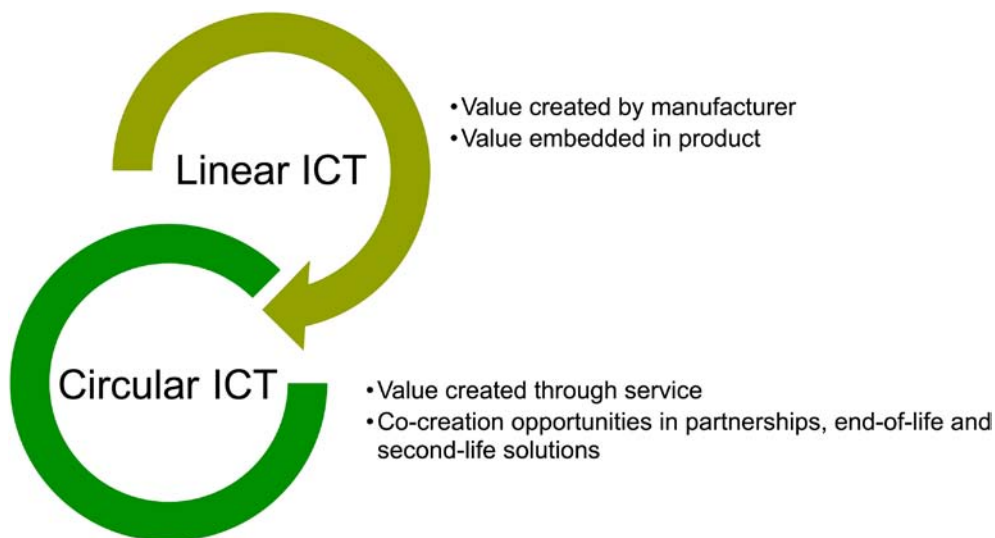 Linear ICT
• Value created by manufacturer
• Value embedded in product
Circular ICT
• Value created through service
• Co-creation opportunities in partnerships, end-of-life and
second-life solutions